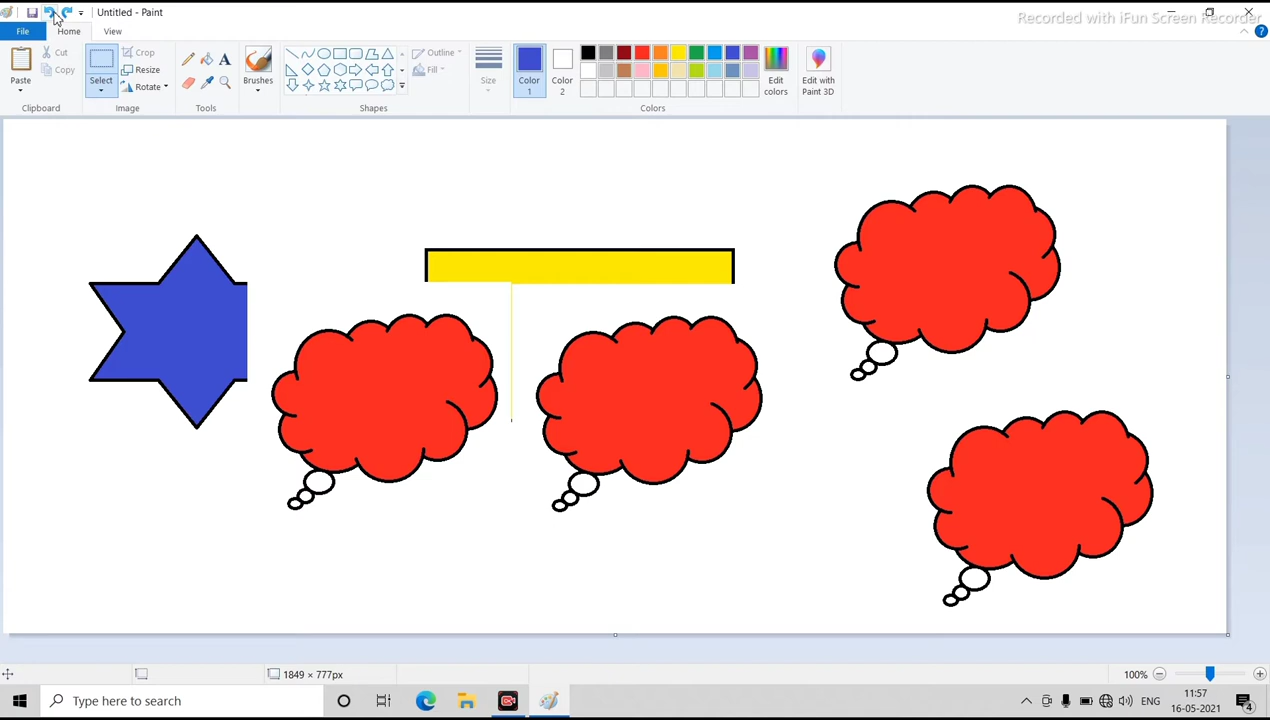 Untitled - Paint
Recorded with iFun Screen Recorder
File
Home
View
Paste
Cut
Copy
Clipboard
Select
Crop
Resize
Rotate
Image
A
Tools
Brushes
Outline
Fill
Shapes
Size
Color
1
Color
2
Edit
colors
Colors
Edit with
Paint 3D
1849 × 777px
100%
Type here to search
ENG
11:57
16-05-2021
4